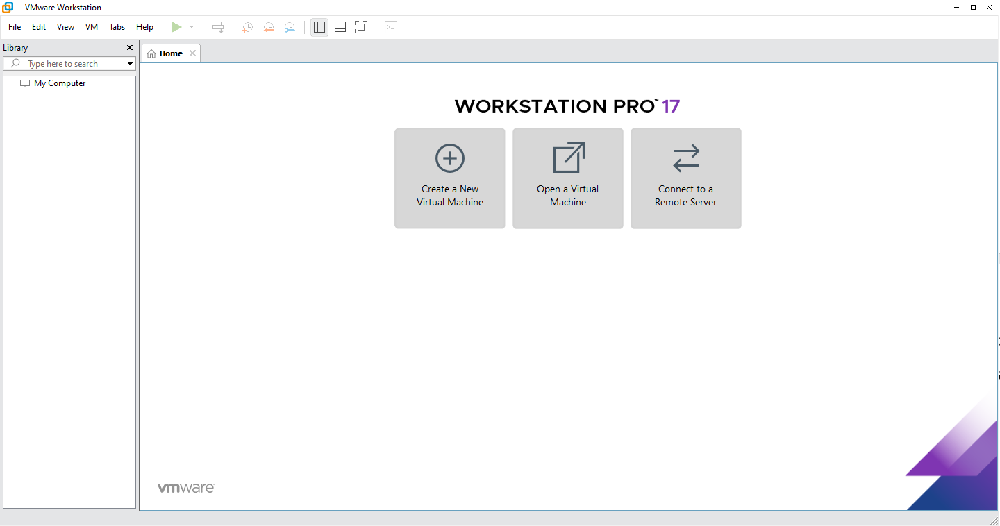 VMware Workstation
File Edit View VM Tabs Help
Library
Type here to search
My Computer
Home
WORKSTATION PRO™ 17
Create a New
Virtual Machine
Open a Virtual
Machine
Connect to a
Remote Server
vmware